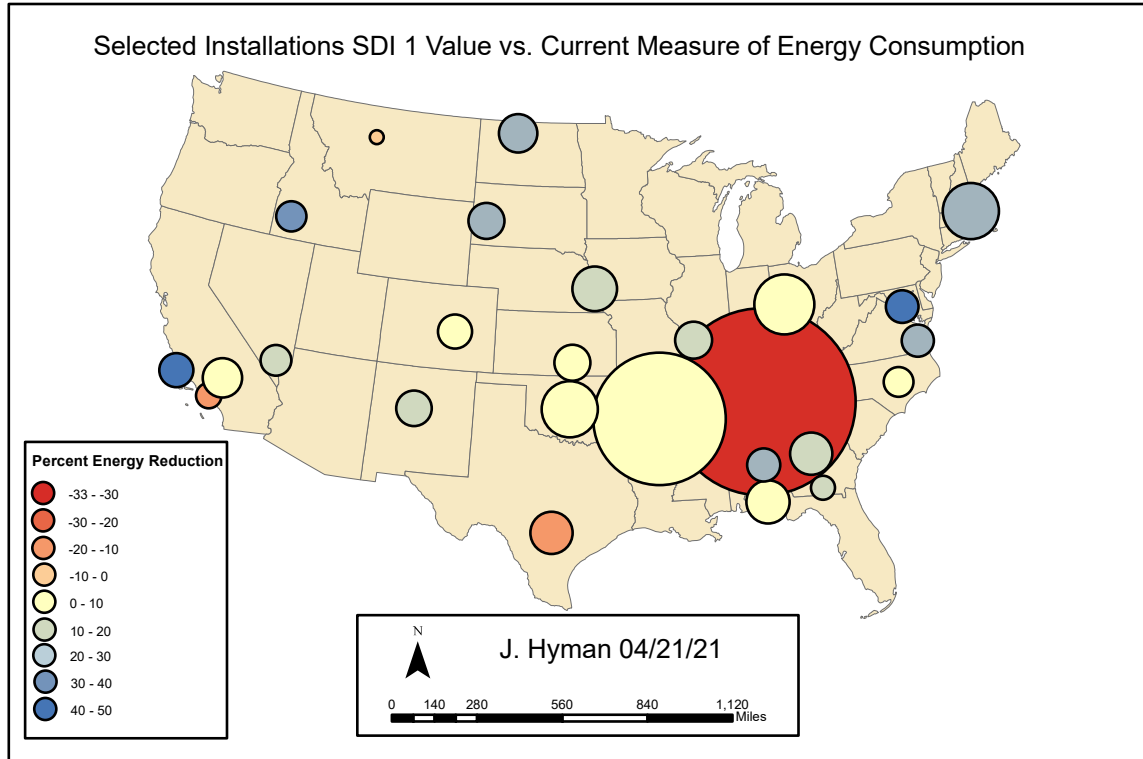 Selected Installations SDI 1 Value vs. Current Measure of Energy Consumption
Percent Energy Reduction
-33 - -30
-30 - -20
-20 - -10
-10 - 0
0 - 10
10 - 20
20 - 30
30 - 40
40 - 50
N
J. Hyman 04/21/21
0 140 280 560 840 1,120
Miles